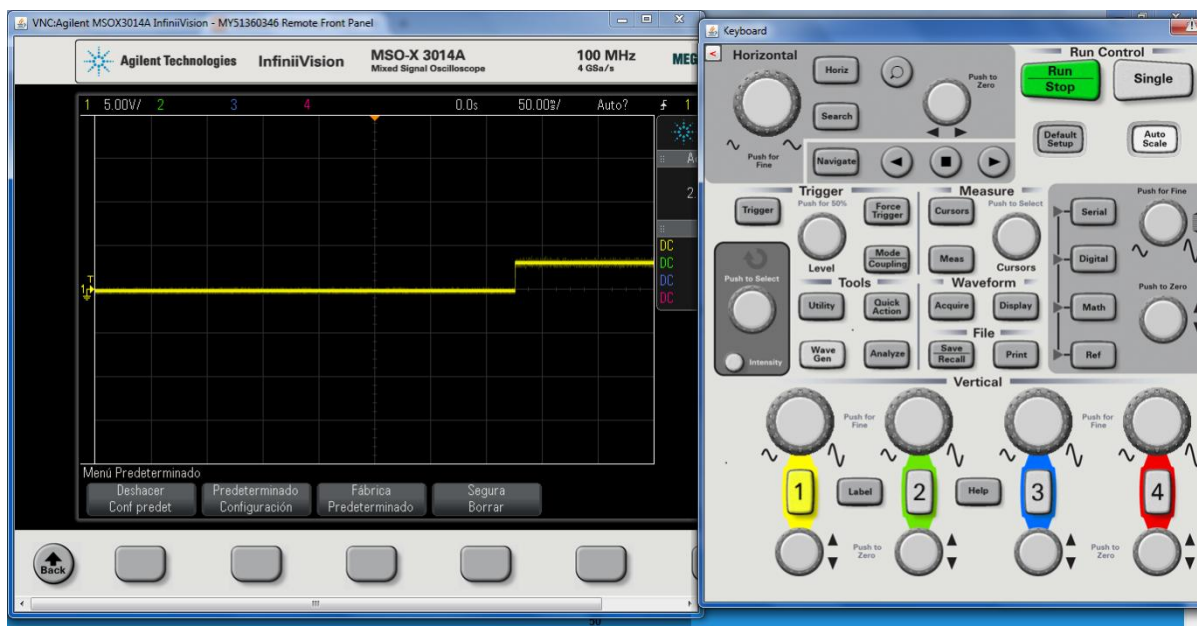 VNC:Agilent MSOX3014A InfiniiVision - MY51360346 Remote Front Panel
Agilent Technologies InfiniiVision MSO-X 3014A 100 MHz MEG
Mixed Signal Oscilloscope 4 GSa/s
1 5.00V/ 2 3 4 0.0s 50.00%/ Auto? 1
A
2.
DC
DC
DC
DC
T
1
Menú Predeterminado
Deshacer Conf predet
Predeterminado Configuración
Fábrica Predeterminado
Segura Borrar
Back
Keyboard
Horizontal
Horiz
Push to Zero
Search
Push for Fine
Navigate
Run Control
Run Stop
Single
Default Setup
Auto Scale
Trigger
Push for 50%
Trigger
Force Trigger
Mode Coupling
Level
Measure
Push to Select
Cursors
Meas
Cursors
Push for Fine
Serial
Digital
Push to Zero
Math
Ref
Push to Select
Intensity
Tools
Utility
Quick Action
Wave Gen
Analyze
Waveform
Acquire
Display
File
Save Recall
Print
Vertical
Push for Fine
Push for Fine
1
Label
2
Help
3
4
Push to Zero
Push to Zero
50